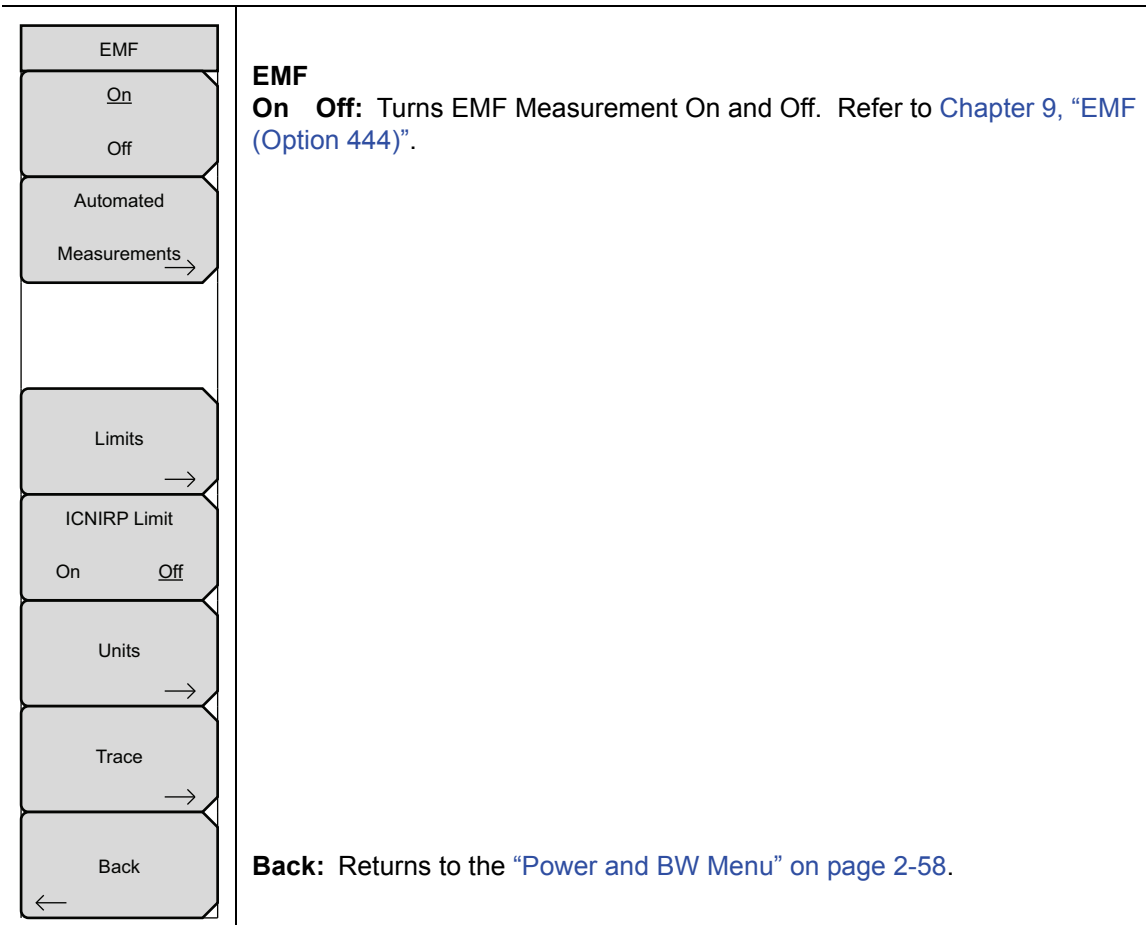 EMF
On
Off
Automated
Measurements
Limits
ICNIRP Limit
On Off
Units
Trace
Back
EMF
On Off: Turns EMF Measurement On and Off. Refer to Chapter 9, “EMF
(Option 444)”.
Back: Returns to the “Power and BW Menu” on page 2-58.